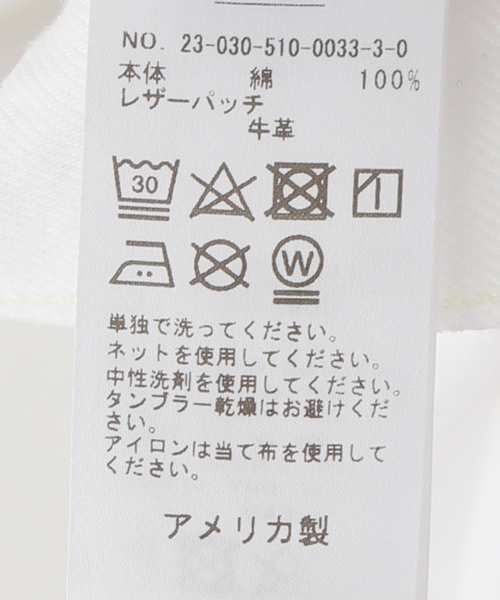 NO. 23-030-510-0033-3-0
本体 綿 100%
レザーパッチ
牛革
30
W
単独で洗ってください。
ネットを使用してください。
中性洗剤を使用してください。
タンブラー乾燥はお避けくだ
さい。
アイロンは当て布を使用して
ください。
アメリカ製